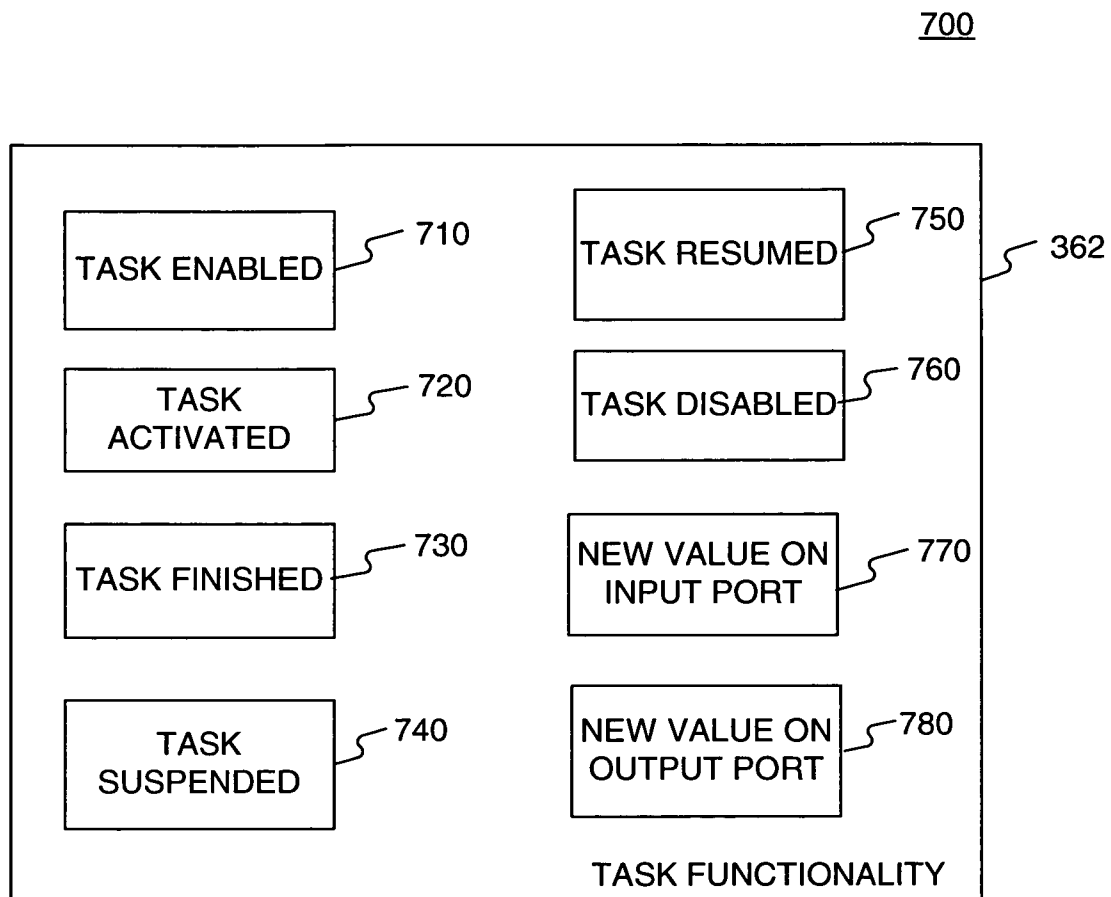 700
TASK ENABLED
710
TASK
ACTIVATED
720
TASK FINISHED
730
TASK
SUSPENDED
740
TASK RESUMED
750
TASK DISABLED
760
NEW VALUE ON
INPUT PORT
770
NEW VALUE ON
OUTPUT PORT
780
362
TASK FUNCTIONALITY